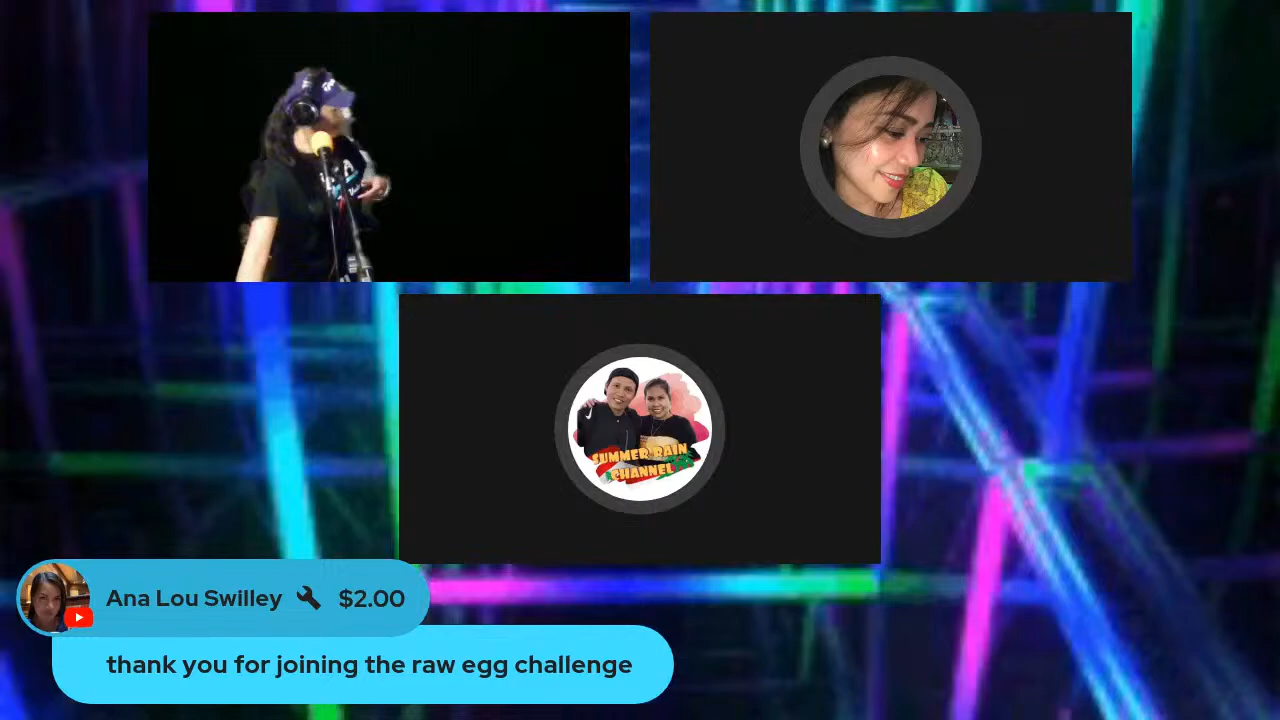 SUMMER RAIN
CHANNEL
Ana Lou Swilley $2.00
thank you for joining the raw egg challenge